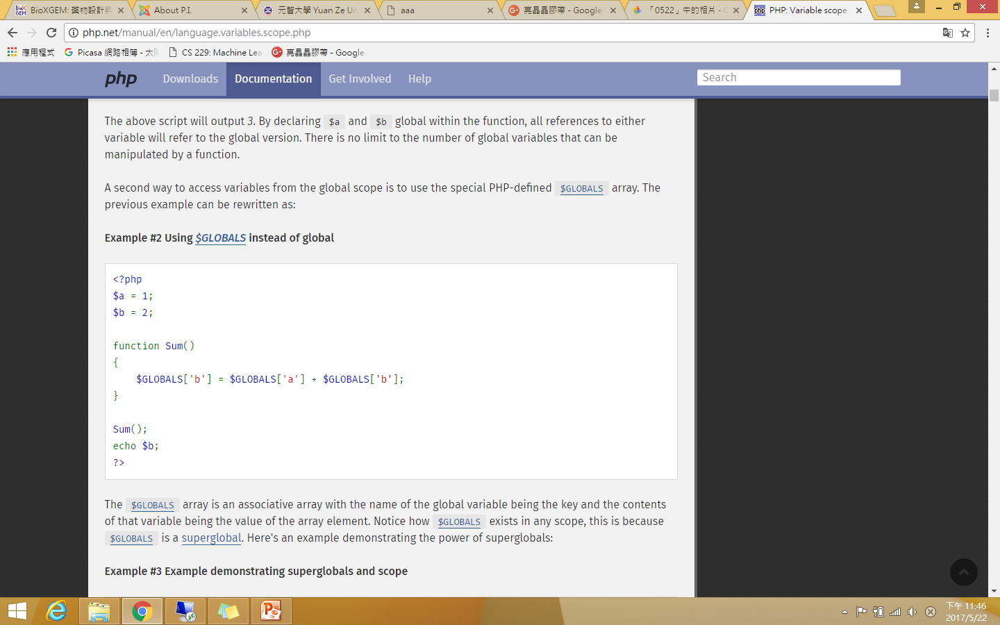 BioXGEM: 藥物設計與
About P.I.
元智大學 Yuan Ze Un
aaa
亮晶晶膠帶 - Google
「0522」中的相片 - G
php PHP: Variable scope
php.net/manual/en/language.variables.scope.php
應用程式
Picasa 網路相簿 - 太
CS 229: Machine Lea
亮晶晶膠帶 - Google
php
Downloads
Documentation
Get Involved
Help
Search
The above script will output 3. By declaring $a and $b global within the function, all references to either
variable will refer to the global version. There is no limit to the number of global variables that can be
manipulated by a function.
A second way to access variables from the global scope is to use the special PHP-defined $GLOBALS array. The
previous example can be rewritten as:
Example #2 Using $GLOBALS instead of global
<?php
$a = 1;
$b = 2;
function Sum()
{
$GLOBALS['b'] = $GLOBALS['a'] + $GLOBALS['b'];
}
Sum();
echo $b;
?>
The $GLOBALS array is an associative array with the name of the global variable being the key and the contents
of that variable being the value of the array element. Notice how $GLOBALS exists in any scope, this is because
$GLOBALS is a superglobal. Here's an example demonstrating the power of superglobals:
Example #3 Example demonstrating superglobals and scope
下午 11:46
2017/5/22